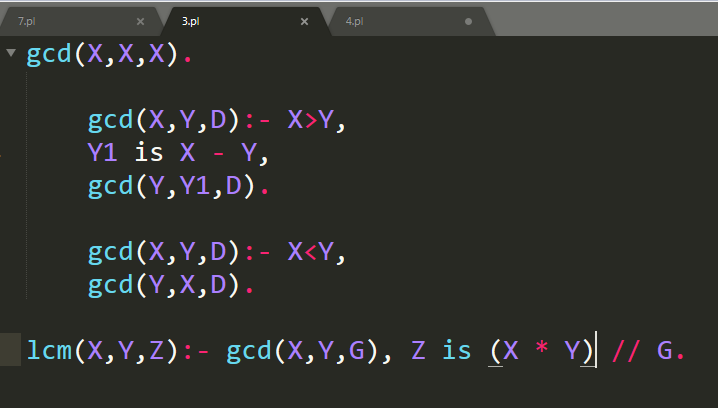 7.pl × 3.pl × 4.pl
gcd(X,X,X).
gcd(X,Y,D):- X>Y,
Y1 is X - Y,
gcd(Y,Y1,D).
gcd(X,Y,D):- X<Y,
gcd(Y,X,D).
lcm(X,Y,Z):- gcd(X,Y,G), Z is (X * Y) // G.